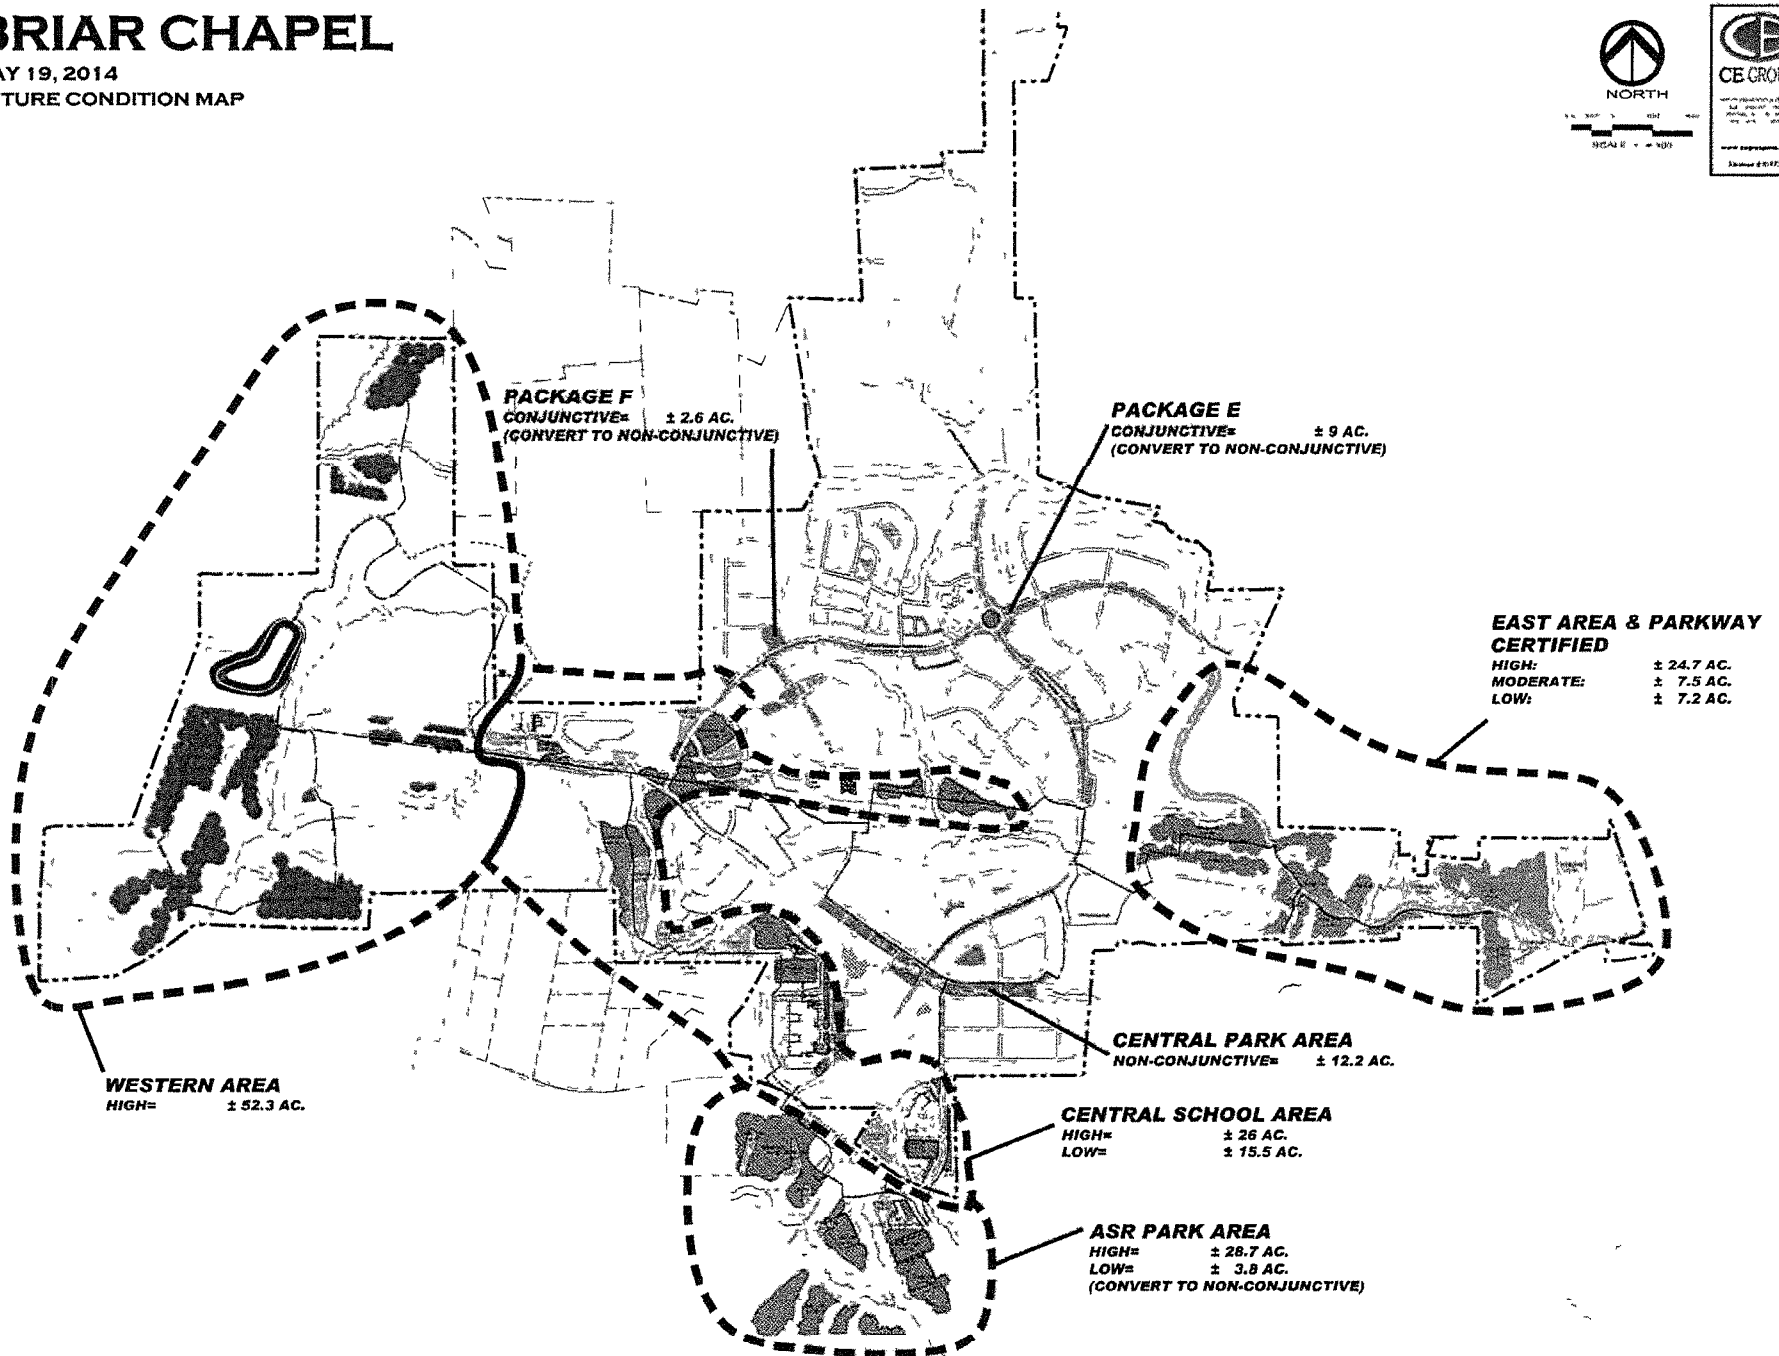 BRIAR CHAPEL
AY 19, 2014
TURE CONDITION MAP
NORTH
CE GROU
PACKAGE F
CONJUNCTIVE= ± 2.6 AC.
(CONVERT TO NON-CONJUNCTIVE)
PACKAGE E
CONJUNCTIVE= ± 9 AC.
(CONVERT TO NON-CONJUNCTIVE)
EAST AREA & PARKWAY
CERTIFIED
HIGH: ± 24.7 AC.
MODERATE: ± 7.5 AC.
LOW: ± 7.2 AC.
CENTRAL PARK AREA
NON-CONJUNCTIVE= ± 12.2 AC.
WESTERN AREA
HIGH= ± 52.3 AC.
CENTRAL SCHOOL AREA
HIGH= ± 26 AC.
LOW= ± 15.5 AC.
ASR PARK AREA
HIGH= ± 28.7 AC.
LOW= ± 3.8 AC.
(CONVERT TO NON-CONJUNCTIVE)